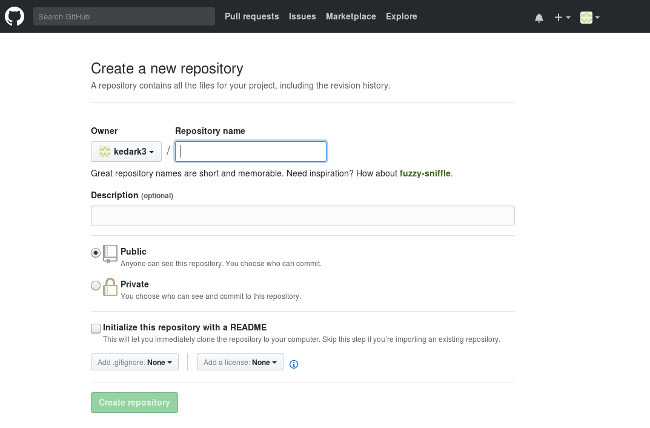 Search GitHub Pull requests Issues Marketplace Explore
Create a new repository
A repository contains all the files for your project, including the revision history.
Owner Repository name
kedark3 /
Great repository names are short and memorable. Need inspiration? How about fuzzy-sniffle.
Description (optional)
Public
Anyone can see this repository. You choose who can commit.
Private
You choose who can see and commit to this repository.
Initialize this repository with a README
This will let you immediately clone the repository to your computer. Skip this step if you're importing an existing repository.
Add .gitignore: None Add a license: None
Create repository